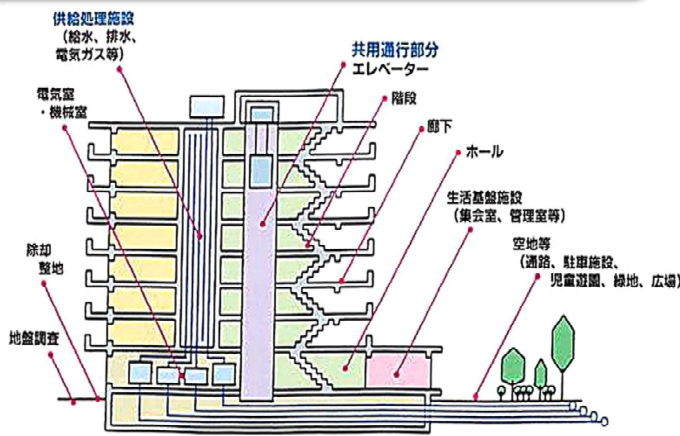 供給処理施設
（給水、排水、
電気ガス等）
共用通行部分
エレベーター
電気室
・機械室
階段
廊下
ホール
生活基盤施設
（集会室、管理室等）
空地等
（通路、駐車施設、
児童遊園、緑地、広場）
除却
整地
地盤調査